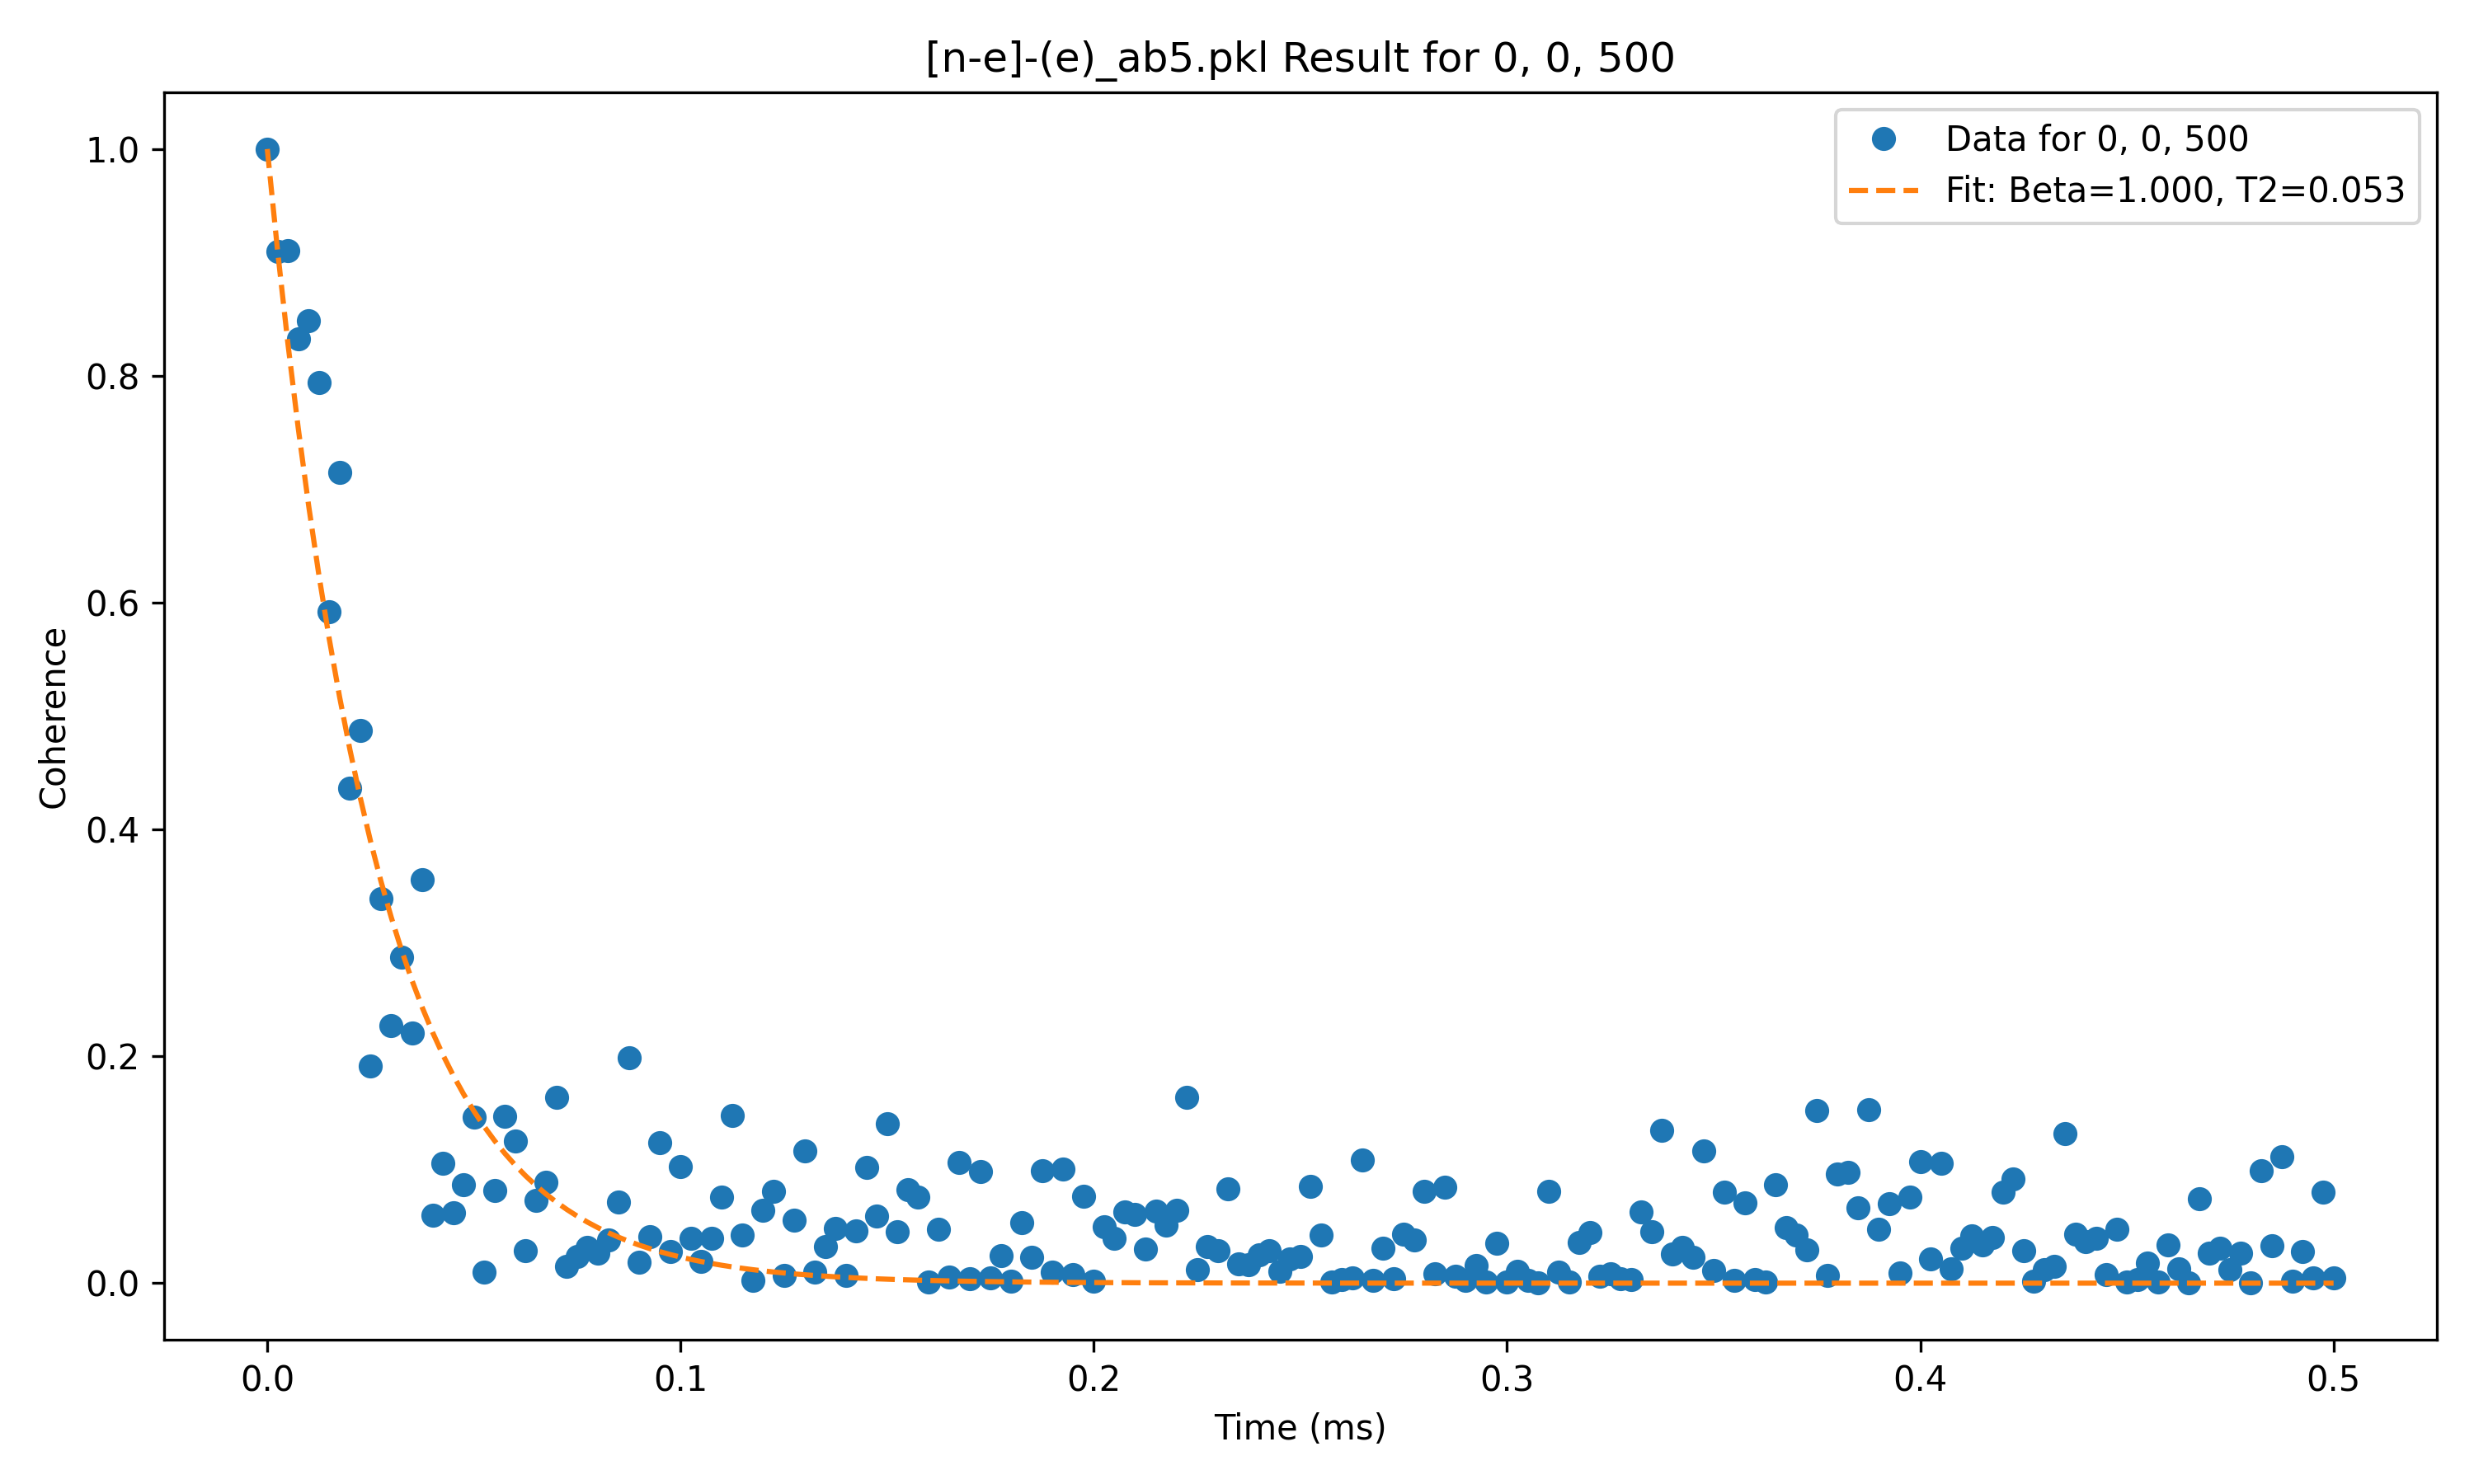 [n-e]-(e)_ab5.pkl Result for 0, 0, 500
Data for 0, 0, 500
Fit: Beta=1.000, T2=0.053
Coherence
1.0
0.8
0.6
0.4
0.2
0.0
0.0 0.1 0.2 0.3 0.4 0.5
Time (ms)